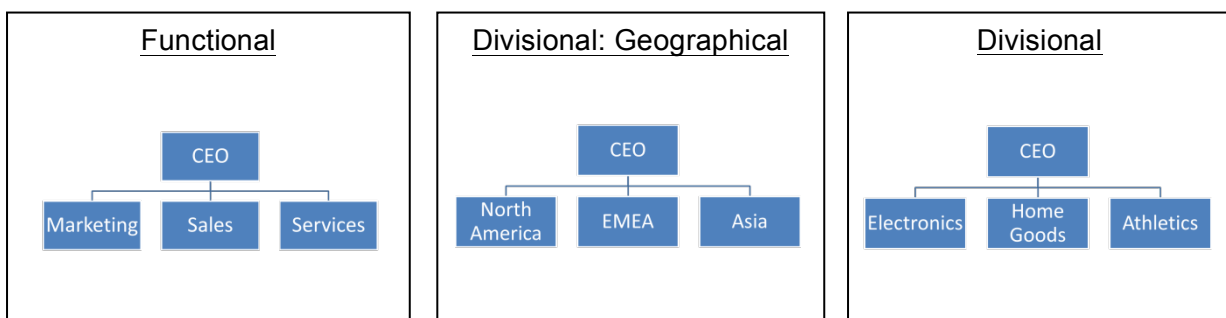 Functional
CEO
Marketing
Sales
Services
Divisional: Geographical
CEO
North
America
EMEA
Asia
Divisional
CEO
Electronics
Home
Goods
Athletics